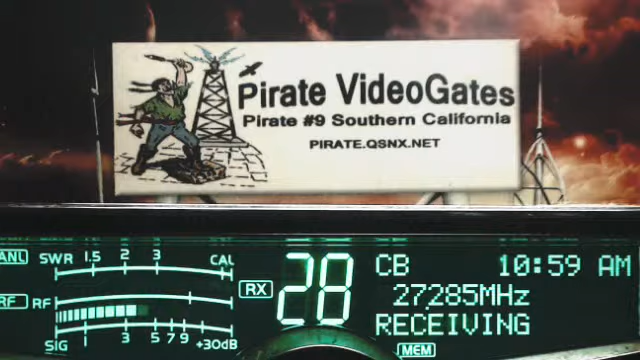 Pirate VideoGates
Pirate #9 Southern California
PIRATE.QSNX.NET
ANL SWR 1.5 2 3 CAL
RF RF
SIG 1 3 5 7 9 +30dB
RX 28 CB 10:59 AM
27285MHz
RECEIVING
MEM